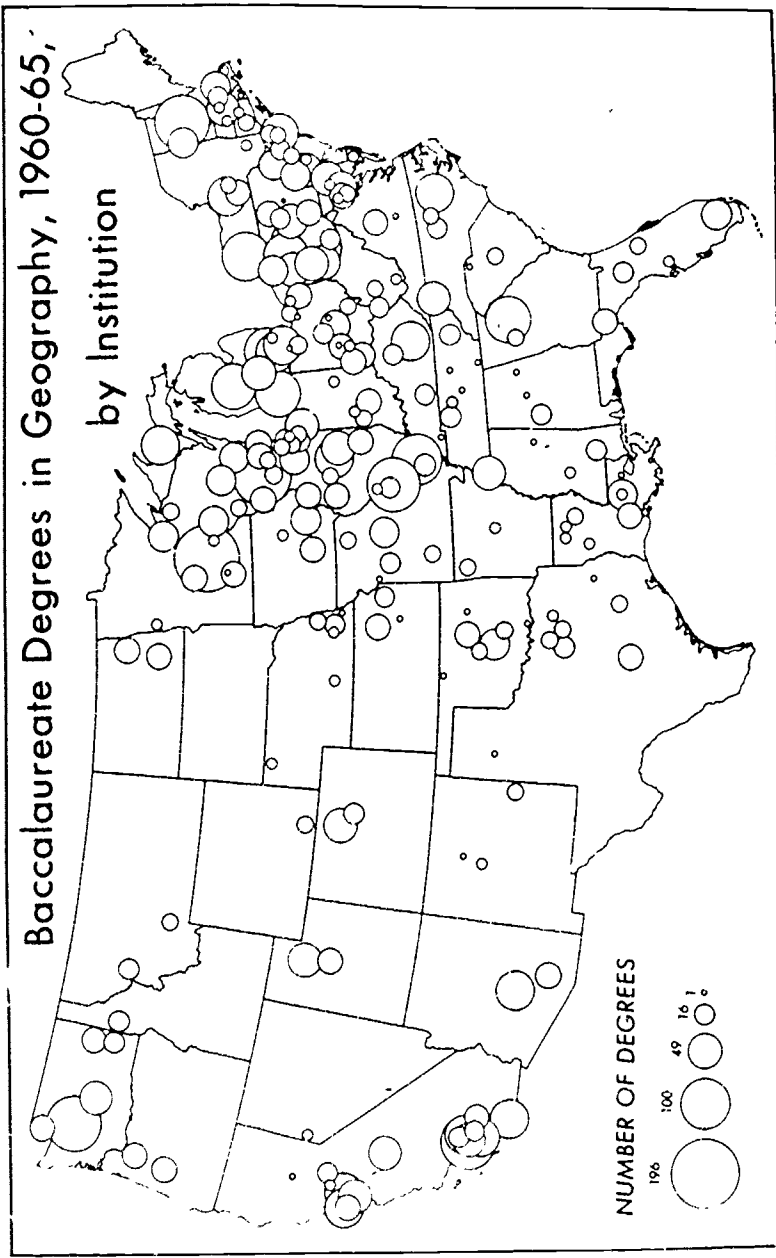 Baccalaureate Degrees in Geography, 1960-65,
by Institution
NUMBER OF DEGREES
196 100 49 16 1